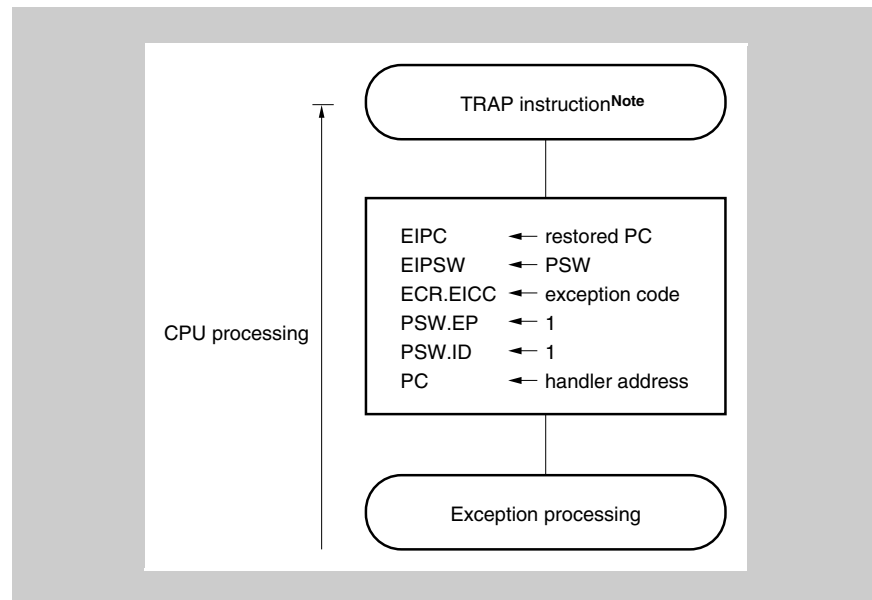 TRAP instructionNote
EIPC ← restored PC
EIPSW ← PSW
ECR.EICC ← exception code
PSW.EP ← 1
PSW.ID ← 1
PC ← handler address
CPU processing
Exception processing